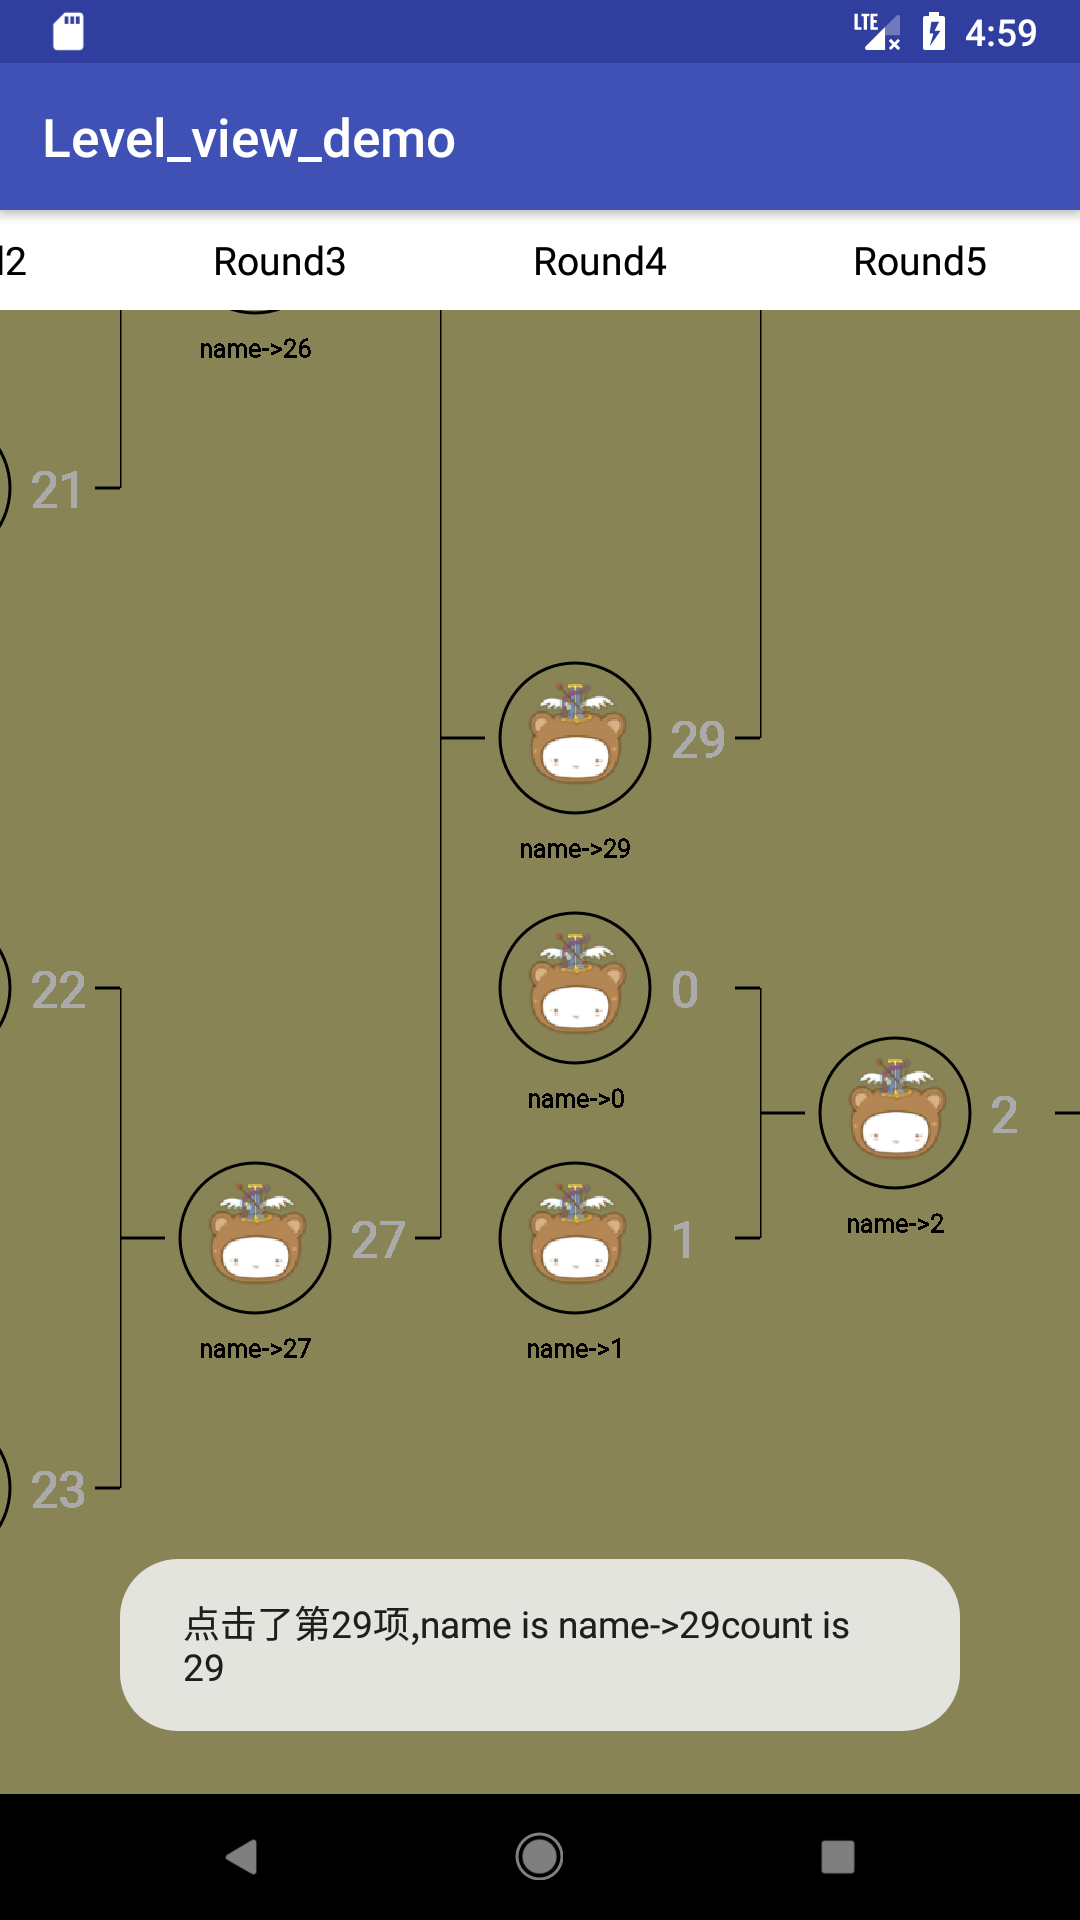 LTE 4:59
Level_view_demo
d2 Round3 Round4 Round5
name->26
21
29
name->29
22 0
name->0
2
name->2
27 1
name->27 name->1
23
点击了第29项,name is name->29count is
29